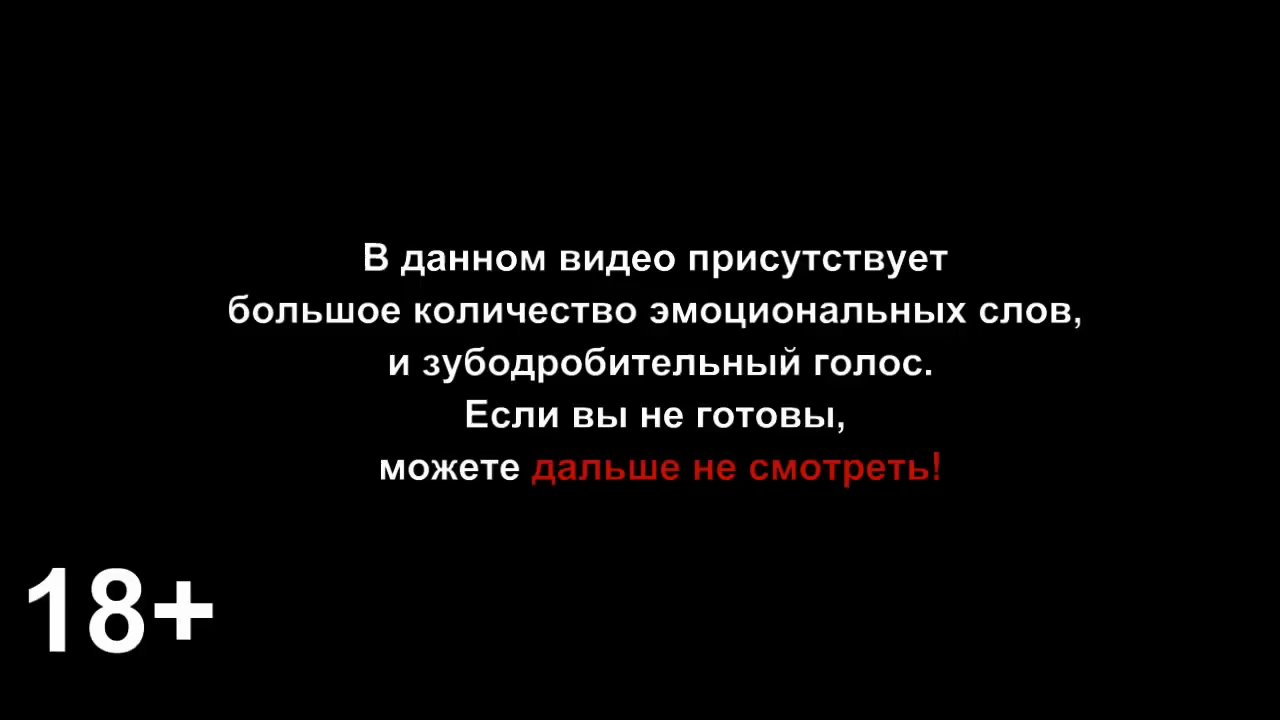 В данном видео присутствует
большое количество эмоциональных слов,
и зубодробительный голос.
Если вы не готовы,
можете дальше не смотреть!
18+